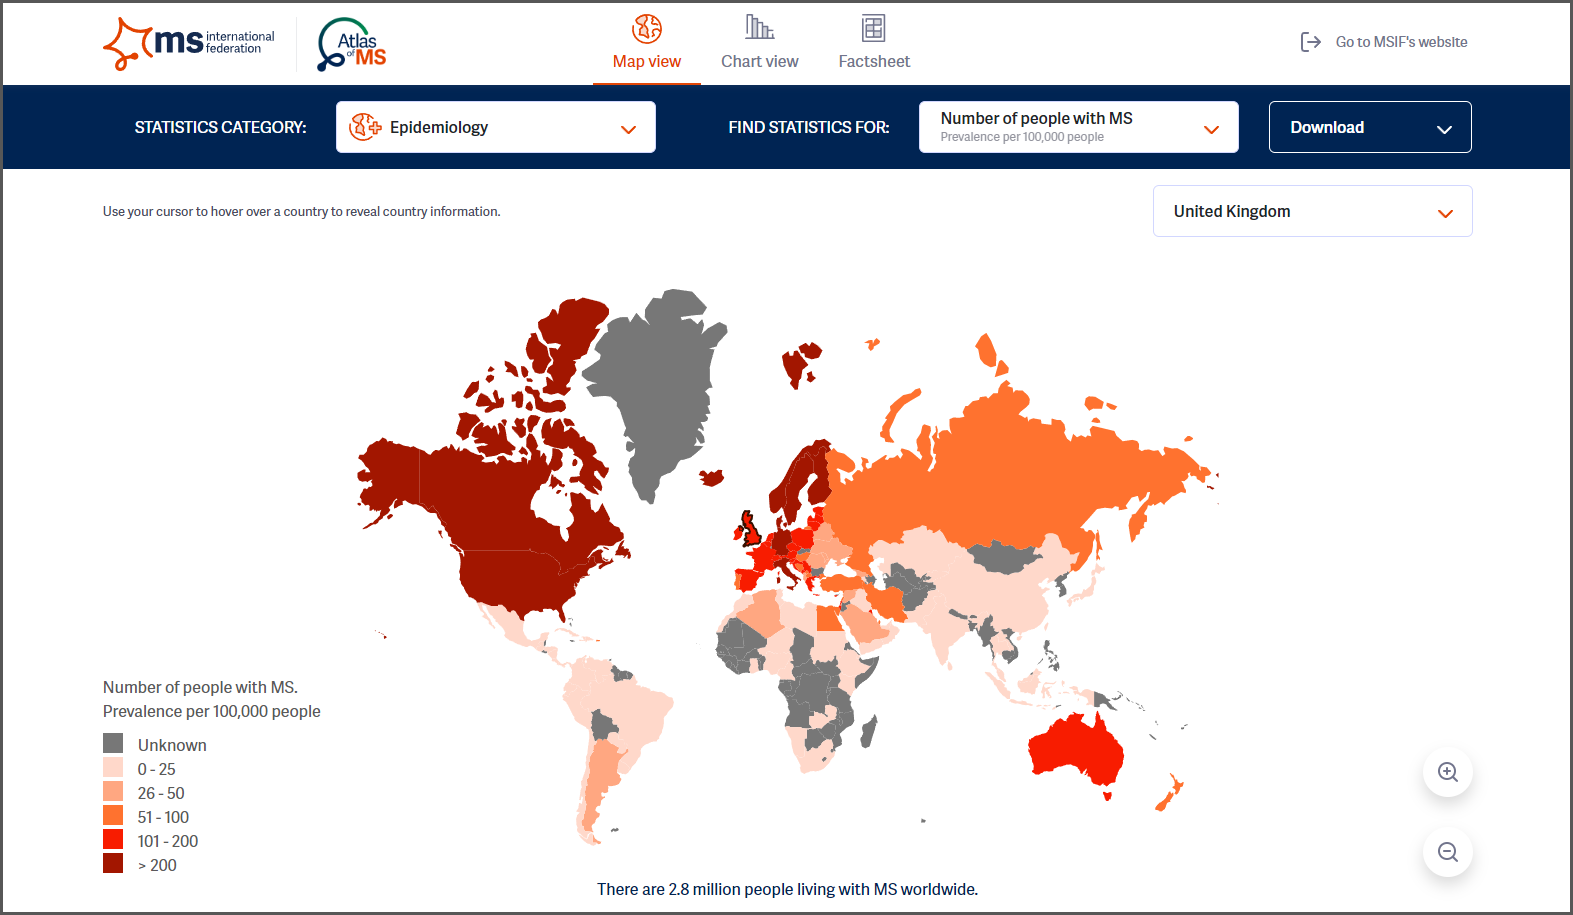 ms international
federation
Atlas
of MS
Map view
Chart view
Factsheet
Go to MSIF's website
STATISTICS CATEGORY:
Epidemiology
FIND STATISTICS FOR:
Number of people with MS
Prevalence per 100,000 people
Download
Use your cursor to hover over a country to reveal country information.
United Kingdom
Number of people with MS.
Prevalence per 100,000 people
Unknown
0 - 25
26 - 50
51 - 100
101 - 200
> 200
There are 2.8 million people living with MS worldwide.